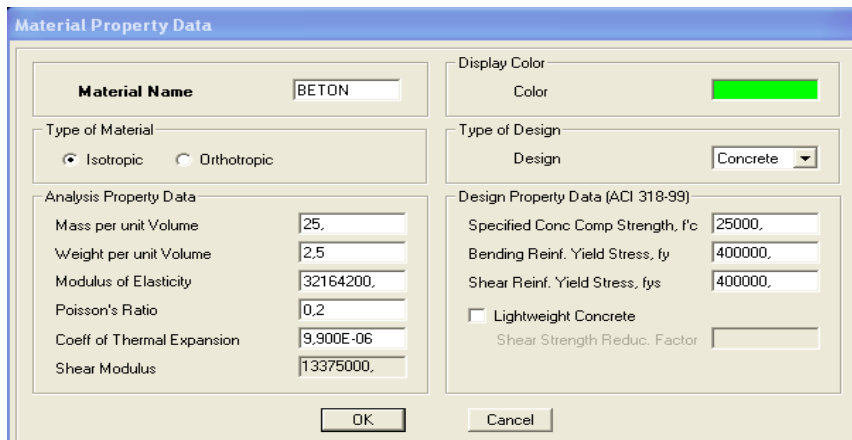 Material Property Data
Material Name BETON
Display Color
Color
Type of Material
Isotropic Orthotropic
Type of Design
Design Concrete
Analysis Property Data
Mass per unit Volume 25,
Weight per unit Volume 2,5
Modulus of Elasticity 32164200,
Poisson's Ratio 0,2
Coeff of Thermal Expansion 9,900E-06
Shear Modulus 13375000,
Design Property Data (ACI 318-99)
Specified Conc Comp Strength, f'c 25000,
Bending Reinf. Yield Stress, fy 400000,
Shear Reinf. Yield Stress, fys 400000,
Lightweight Concrete
Shear Strength Reduc. Factor
OK Cancel